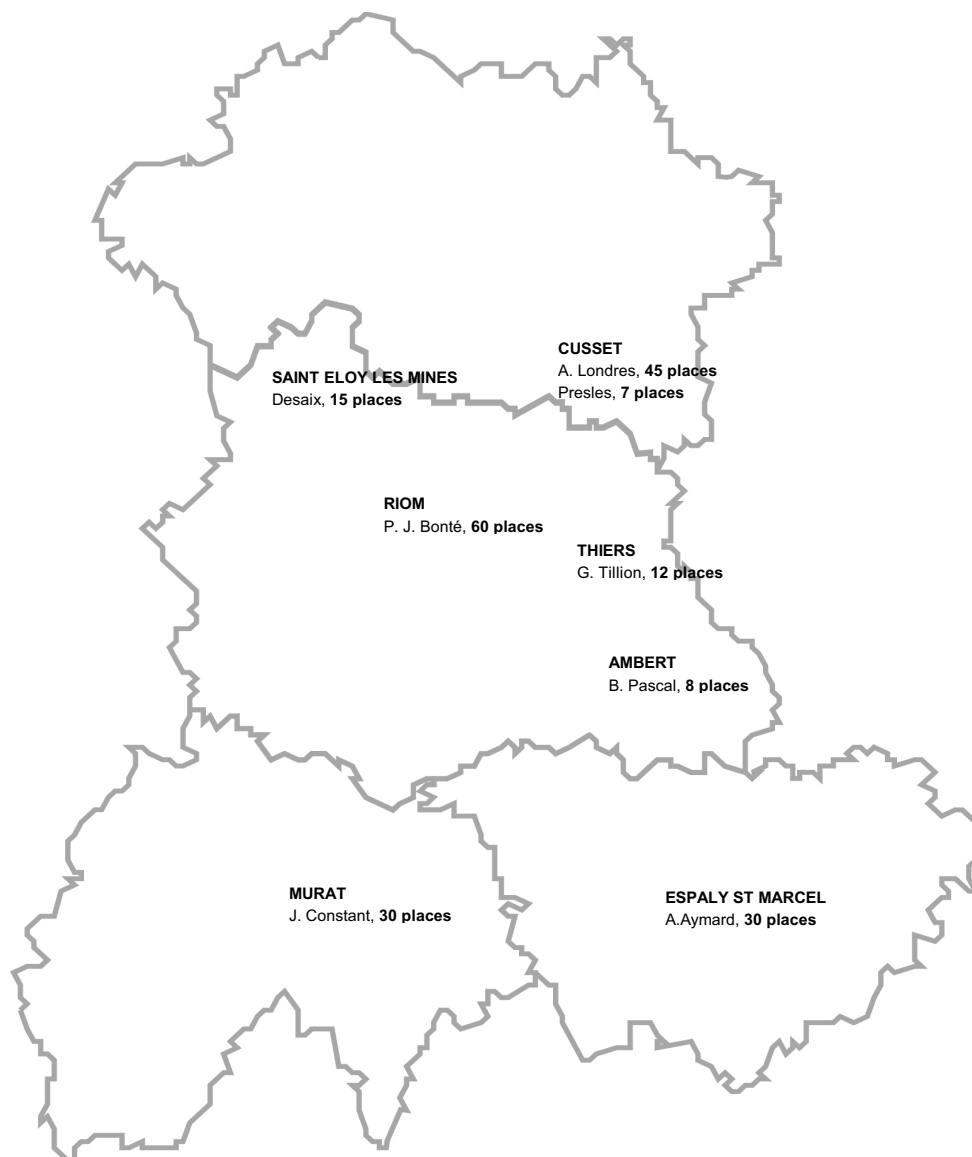 CUSSET
A. Londres, 45 places
Presles, 7 places
SAINT ELOY LES MINES
Desaix, 15 places
RIOM
P. J. Bonté, 60 places
THIERS
G. Tillion, 12 places
AMBERT
B. Pascal, 8 places
MURAT
J. Constant, 30 places
ESPALY ST MARCEL
A.Aymard, 30 places